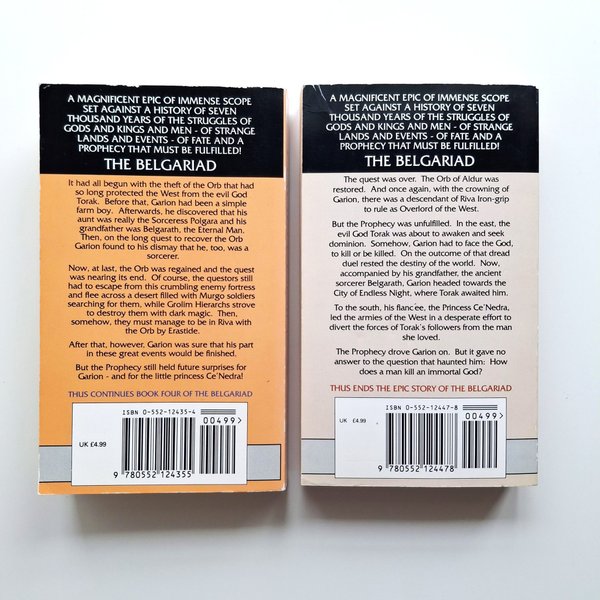 A MAGNIFICENT EPIC OF IMMENSE SCOPE
SET AGAINST A HISTORY OF SEVEN
THOUSAND YEARS OF THE STRUGGLES OF
GODS AND KINGS AND MEN - OF STRANGE
LANDS AND EVENTS - OF FATE AND A
PROPHECY THAT MUST BE FULFILLED!
THE BELGARIAD
It had all begun with the theft of the Orb that had
so long protected the West from the evil God
Torak. Before that, Garion had been a simple
farm boy. Afterwards, he discovered that his
aunt was really the Sorceress Polgara and his
grandfather was Belgarath, the Eternal Man.
Then, on the long quest to recover the Orb
Garion found to his dismay that he, too, was a
sorcerer.
Now, at last, the Orb was regained and the quest
was nearing its end. Of course, the questors still
had to escape from this crumbling enemy fortress
and flee across a desert filled with Murgo soldiers
searching for them, while Grolim Hierarchs strove
to destroy them with dark magic. Then,
somehow, they must manage to be in Riva with
the Orb by Erastide.
After that, however, Garion was sure that his part
in these great events would be finished.
But the Prophecy still held future surprises for
Garion - and for the little princess Ce'Nedra!
THUS CONTINUES BOOK FOUR OF THE BELGARIAD
ISBN 0-552-12435-4
00499>
UK £4.99
9 780552 124355
A MAGNIFICENT EPIC OF IMMENSE SCOPE
SET AGAINST A HISTORY OF SEVEN
THOUSAND YEARS OF THE STRUGGLES OF
GODS AND KINGS AND MEN - OF STRANGE
LANDS AND EVENTS - OF FATE AND A
PROPHECY THAT MUST BE FULFILLED!
THE BELGARIAD
The quest was over. The Orb of Aldur was
restored. And once again, with the crowning of
Garion, there was a descendant of Riva Iron-grip
to rule as Overlord of the West.
But the Prophecy was unfulfilled. In the east, the
evil God Torak was about to awaken and seek
dominion. Somehow, Garion had to face the God,
to kill or be killed. On the outcome of that dread
duel rested the destiny of the world. Now,
accompanied by his grandfather, the ancient
sorcerer Belgarath, Garion headed towards the
City of Endless Night, where Torak awaited him.
To the south, his fiancee, the Princess Ce'Nedra,
led the armies of the West in a desperate effort to
divert the forces of Torak's followers from the man
she loved.
The Prophecy drove Garion on. But it gave no
answer to the question that haunted him: How
does a man kill an immortal God?
THUS ENDS THE EPIC STORY OF THE BELGARIAD
ISBN 0-552-12447-8
00499>
UK £4.99
9 780552 124478